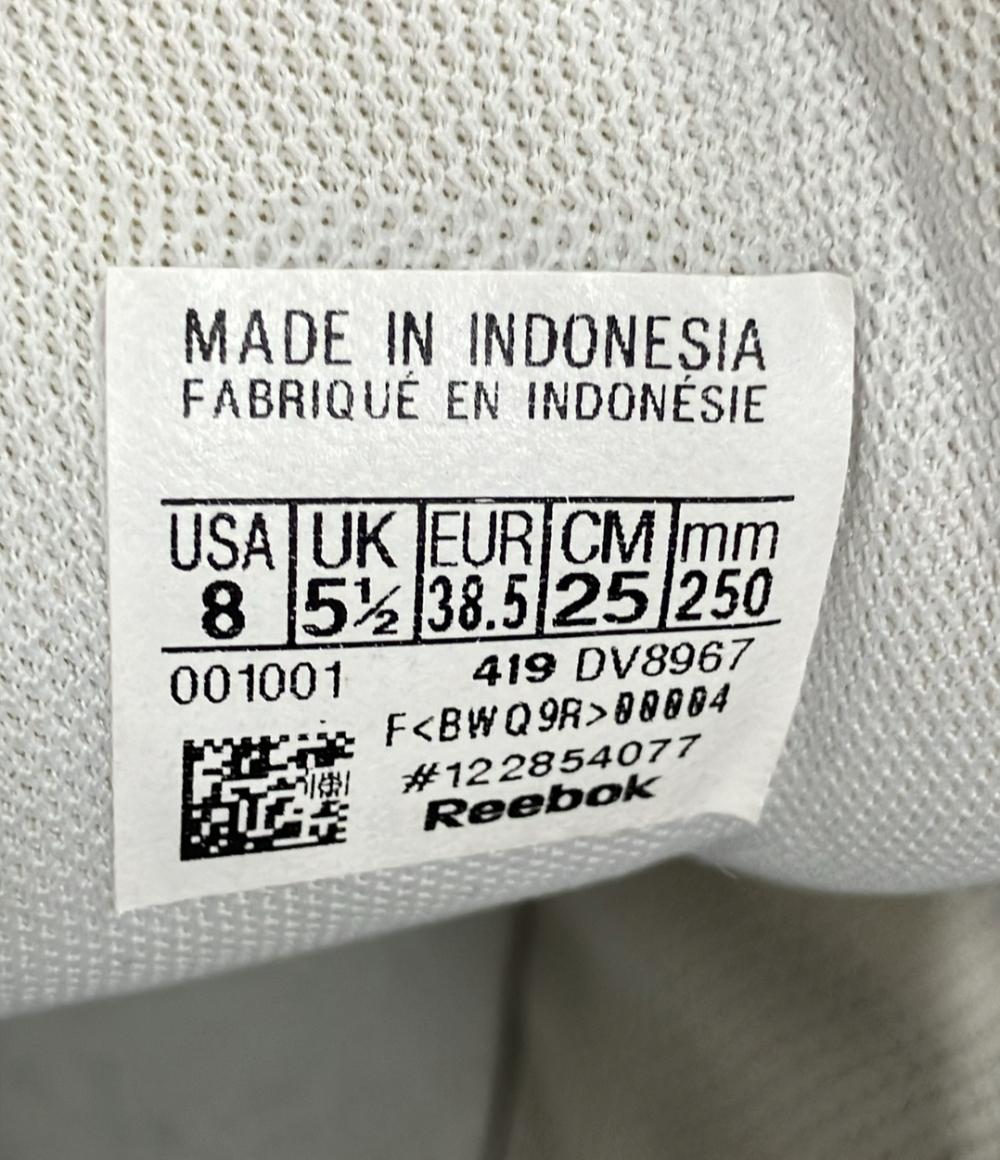 MADE IN INDONESIA
FABRIQUÉ EN INDONÉSIE
USA UK EUR CM mm
8 5½ 38.5 25 250
001001 419 DV8967
F<BWQ9R>00004
#122854077
Reebok